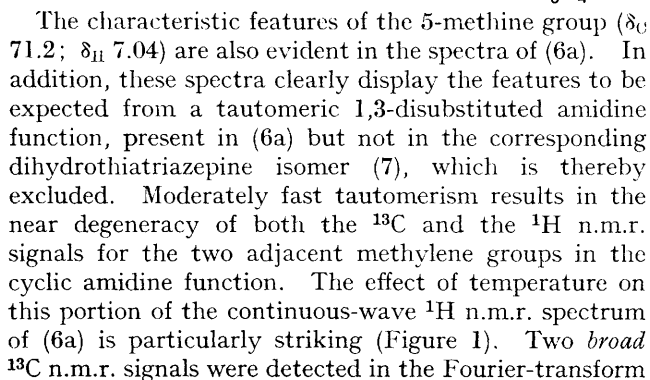 The characteristic features of the 5-methine group (δC
71.2; δH 7.04) are also evident in the spectra of (6a). In
addition, these spectra clearly display the features to be
expected from a tautomeric 1,3-disubstituted amidine
function, present in (6a) but not in the corresponding
dihydrothiatriazepine isomer (7), which is thereby
excluded. Moderately fast tautomerism results in the
near degeneracy of both the ¹³C and the ¹H n.m.r.
signals for the two adjacent methylene groups in the
cyclic amidine function. The effect of temperature on
this portion of the continuous-wave ¹H n.m.r. spectrum
of (6a) is particularly striking (Figure 1). Two broad
¹³C n.m.r. signals were detected in the Fourier-transform